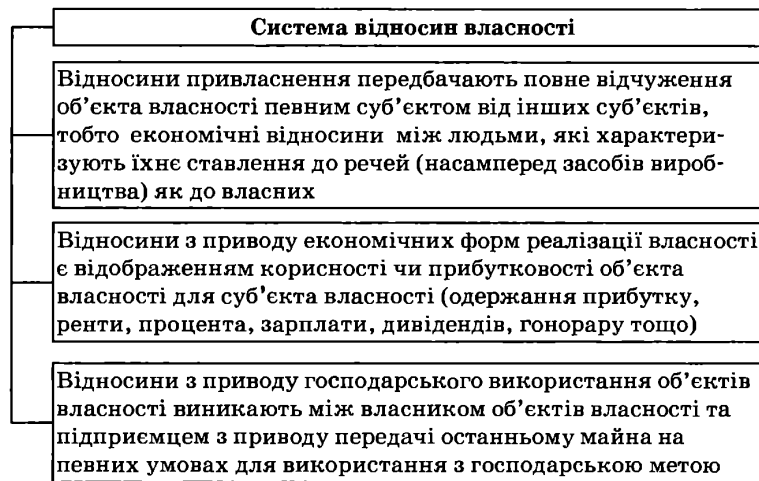 Система відносин власності
Відносини привласнення передбачають повне відчуження
об'єкта власності певним суб'єктом від інших суб'єктів,
тобто економічні відносини між людьми, які характери-
зують їхнє ставлення до речей (насамперед засобів вироб-
ництва) як до власних
Відносини з приводу економічних форм реалізації власності
є відображенням корисності чи прибутковості об'єкта
власності для суб'єкта власності (одержання прибутку,
ренти, процента, зарплати, дивідендів, гонорару тощо)
Відносини з приводу господарського використання об'єктів
власності виникають між власником об'єктів власності та
підприємцем з приводу передачі останньому майна на
певних умовах для використання з господарською метою